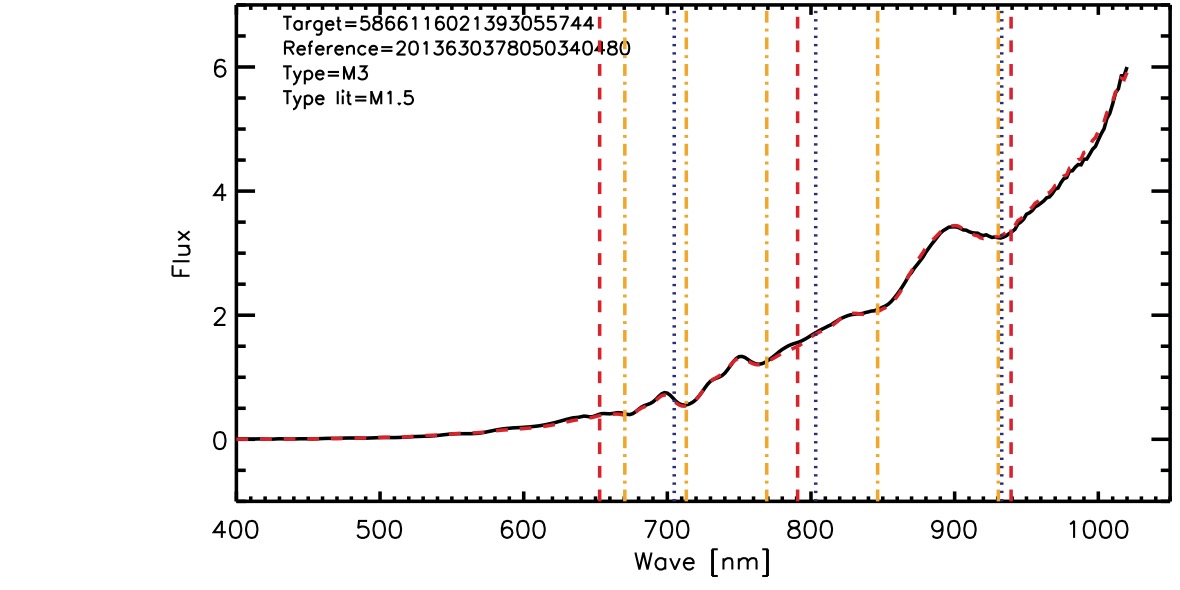 Target=5866116021393055744
Reference=2013630378050340480
Type=M3
Type lit=M1.5
6
4
2
0
Flux
400 500 600 700 800 900 1000
Wave [nm]